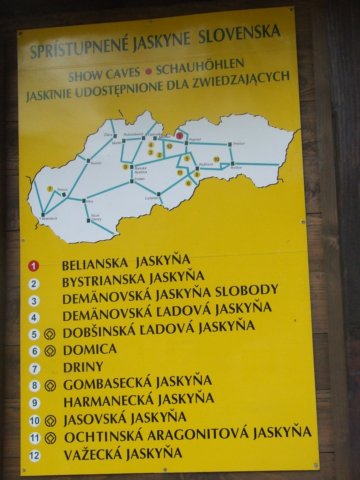 SPRÍSTUPNENÉ JASKYNE SLOVENSKA
SHOW CAVES • SCHAUHÖHLEN
JASKINIE UDOSTĘPNIONE DLA ZWIEDZAJĄCYCH
1 BELIANSKA JASKYŇA
2 BYSTRIANSKA JASKYŇA
3 DEMÄNOVSKÁ JASKYŇA SLOBODY
4 DEMÄNOVSKÁ ĽADOVÁ JASKYŇA
5 DOBŠINSKÁ ĽADOVÁ JASKYŇA
6 DOMICA
7 DRINY
8 GOMBASECKÁ JASKYŇA
9 HARMANECKÁ JASKYŇA
10 JASOVSKÁ JASKYŇA
11 OCHTINSKÁ ARAGONITOVÁ JASKYŇA
12 VAŽECKÁ JASKYŇA